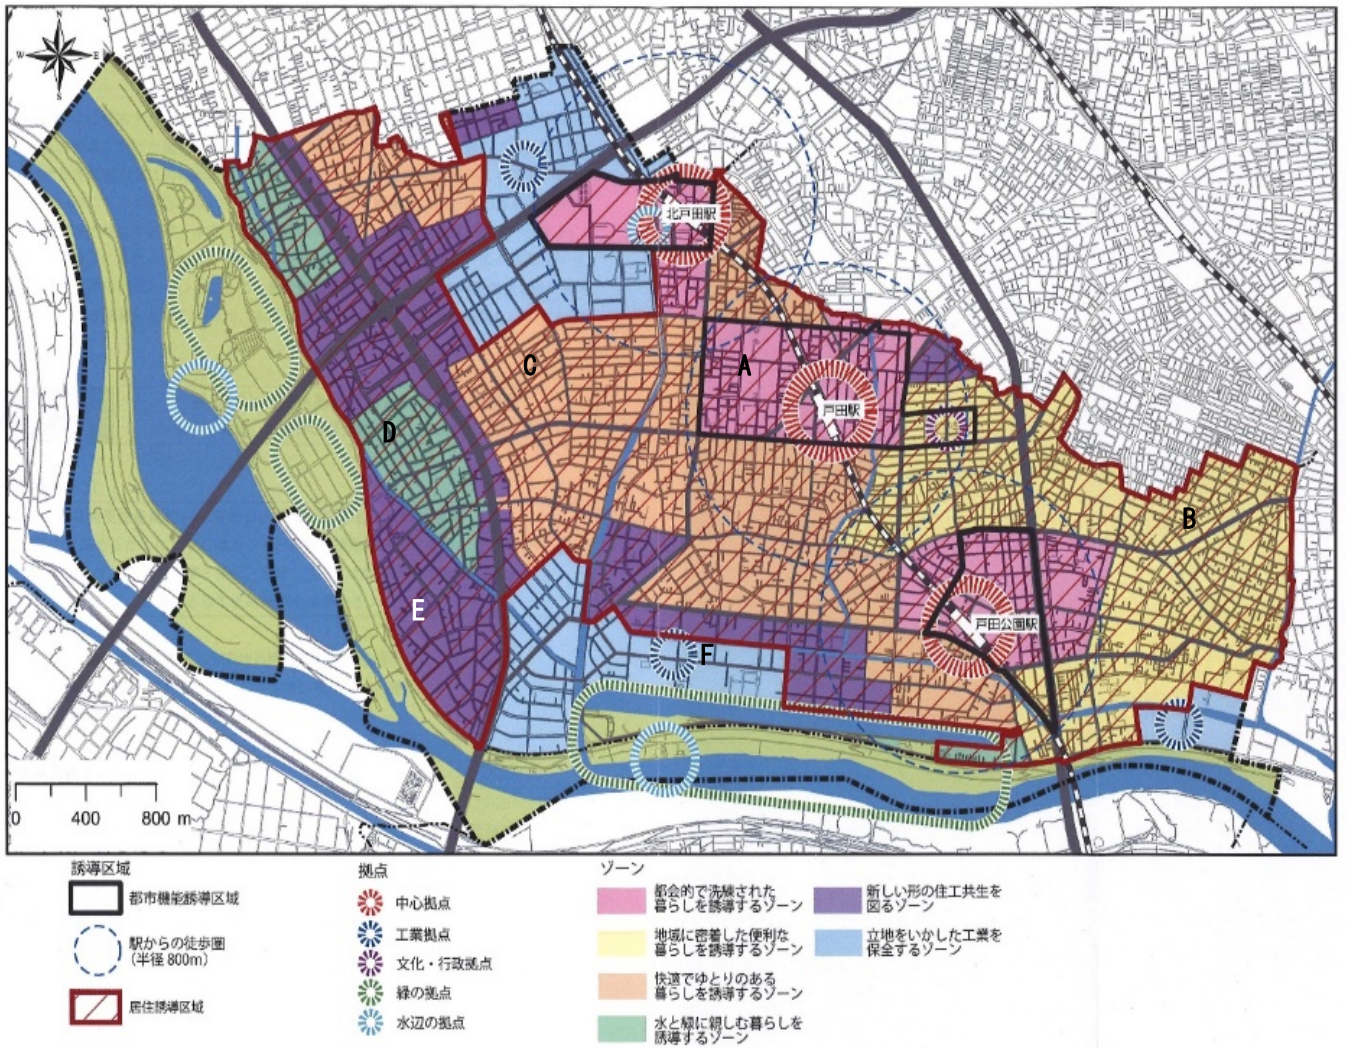 N
W
E
S
北戸田駅
A
C
戸田駅
D
B
E
戸田公園駅
F
0 400 800 m
誘導区域
都市機能誘導区域
駅からの徒歩圏
(半径 800m)
居住誘導区域
拠点
中心拠点
工業拠点
文化・行政拠点
緑の拠点
水辺の拠点
ゾーン
都会的で洗練された
暮らしを誘導するゾーン
地域に密着した便利な
暮らしを誘導するゾーン
快適でゆとりのある
暮らしを誘導するゾーン
水と緑に親しむ暮らしを
誘導するゾーン
新しい形の住工共生を
図るゾーン
立地をいかした工業を
保全するゾーン